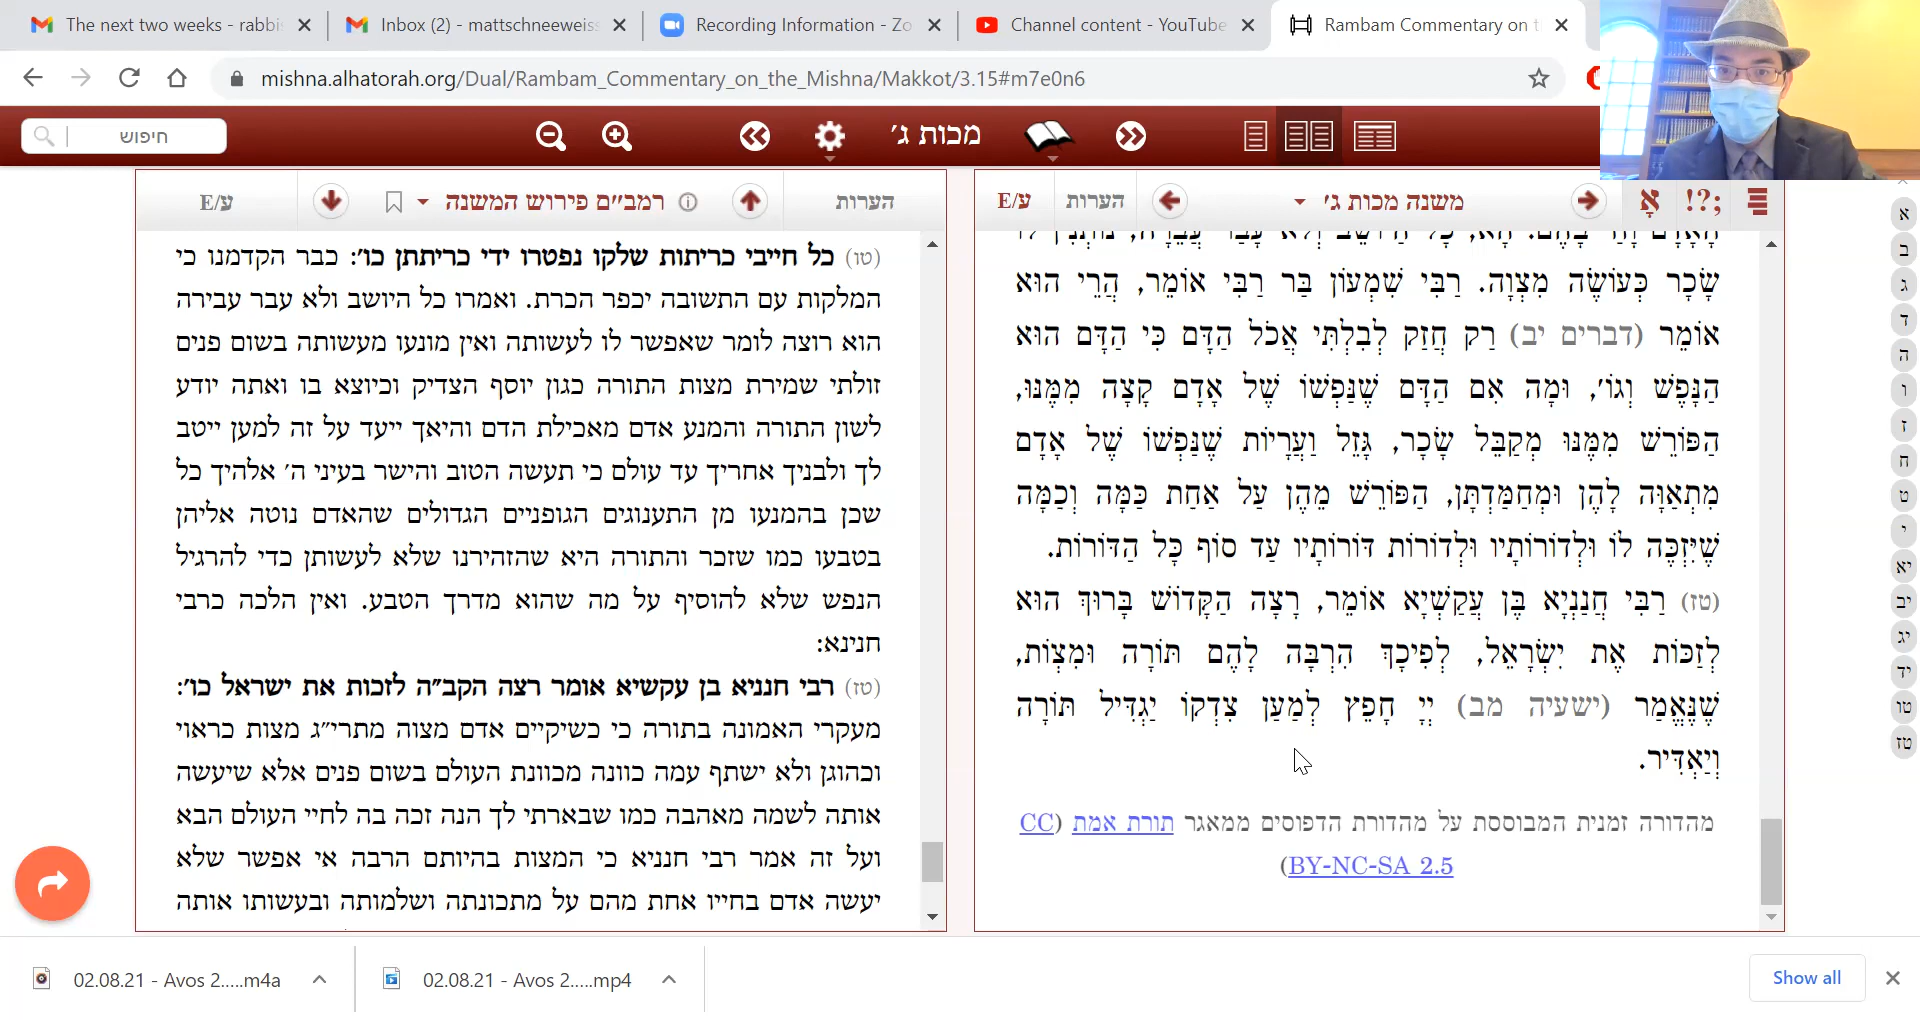 The next two weeks - rabbi
Inbox (2) - mattschneeweiss
Recording Information - Zo
Channel content - YouTube
Rambam Commentary on t
mishna.alhatorah.org/Dual/Rambam_Commentary_on_the_Mishna/Makkot/3.15#m7e0n6
חיפוש
מכות ג׳
משנה מכות ג׳
הערות
ע/E
א !?;
שָׂכָר כְּעוֹשֶׂה מִצְוָה. רַבִּי שִׁמְעוֹן בַּר רַבִּי אוֹמֵר, הֲרֵי הוּא
אוֹמֵר (דברים יב) רַק חֲזַק לְבִלְתִּי אֲכֹל הַדָּם כִּי הַדָּם הוּא
הַנָּפֶשׁ וְגוֹ׳, וּמָה אִם הַדָּם שֶׁנַּפְשׁוֹ שֶׁל אָדָם קָצָה מִמֶּנּוּ,
הַפּוֹרֵשׁ מִמֶּנּוּ מְקַבֵּל שָׂכָר, גָּזֵל וַעֲרָיוֹת שֶׁנַּפְשׁוֹ שֶׁל אָדָם
מִתְאַוָּה לָהֶן וּמְחַמַּדְתָּן, הַפּוֹרֵשׁ מֵהֶן עַל אַחַת כַּמָּה וְכַמָּה
שֶׁיִּזְכֶּה לוֹ וּלְדוֹרוֹתָיו וּלְדוֹרוֹת דּוֹרוֹתָיו עַד סוֹף כָּל הַדּוֹרוֹת.
(טז) רַבִּי חֲנַנְיָא בֶּן עֲקַשְׁיָא אוֹמֵר, רָצָה הַקָּדוֹשׁ בָּרוּךְ הוּא
לְזַכּוֹת אֶת יִשְׂרָאֵל, לְפִיכָךְ הִרְבָּה לָהֶם תּוֹרָה וּמִצְוֹת,
שֶׁנֶּאֱמַר (ישעיה מב) יְיָ חָפֵץ לְמַעַן צִדְקוֹ יַגְדִּיל תּוֹרָה
וְיַאְדִּיר.
מהדורה זמנית המבוססת על מהדורת הדפוסים ממאגר תורת אמת (CC
BY-NC-SA 2.5)
רמב״ם פירוש המשנה
הערות
ע/E
(טו) כל חייבי כריתות שלקו נפטרו ידי כריתתן כו׳: כבר הקדמנו כי
המלקות עם התשובה יכפר הכרת. ואמרו כל היושב ולא עבר עבירה
הוא רוצה לומר שאפשר לו לעשותה ואין מונעו מעשותה בשום פנים
זולתי שמירת מצות התורה כגון יוסף הצדיק וכיוצא בו ואתה יודע
לשון התורה והמנע אדם מאכילת הדם והיאך ייעד על זה למען ייטב
לך ולבניך אחריך עד עולם כי תעשה הטוב והישר בעיני ה׳ אלהיך כל
שכן בהמנעו מן התענוגים הגופניים הגדולים שהאדם נוטה אליהן
בטבעו כמו שזכר והתורה היא שהזהירנו שלא לעשותן כדי להרגיל
הנפש שלא להוסיף על מה שהוא מדרך הטבע. ואין הלכה כרבי
חנינא:
(טז) רבי חנניא בן עקשיא אומר רצה הקב״ה לזכות את ישראל כו׳:
מעקרי האמונה בתורה כי כשיקיים אדם מצוה מתרי״ג מצות כראוי
וכהוגן ולא ישתף עמה כוונה מכוונת העולם בשום פנים אלא שיעשה
אותה לשמה מאהבה כמו שבארתי לך הנה זכה בה לחיי העולם הבא
ועל זה אמר רבי חנניא כי המצות בהיותם הרבה אי אפשר שלא
יעשה אדם בחייו אחת מהם על מתכונתה ושלמותה ובעשותו אותה
א
ב
ג
ד
ה
ו
ז
ח
ט
י
יא
יב
יג
יד
טו
טז
02.08.21 - Avos 2.....m4a
02.08.21 - Avos 2.....mp4
Show all